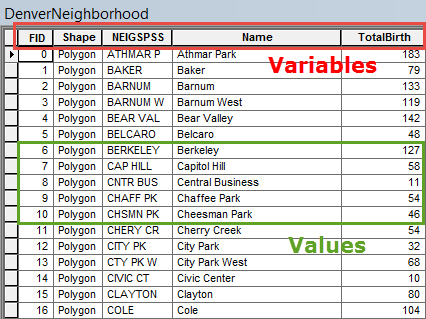 DenverNeighborhood
FID Shape NEIGSPSS Name TotalBirth
0 Polygon ATHMAR P Athmar Park 183
Variables
1 Polygon BAKER Baker 79
2 Polygon BARNUM Barnum 133
3 Polygon BARNUM W Barnum West 119
4 Polygon BEAR VAL Bear Valley 142
5 Polygon BELCARO Belcaro 48
6 Polygon BERKELEY Berkeley 127
7 Polygon CAP HILL Capitol Hill 58
8 Polygon CNTR BUS Central Business 11
9 Polygon CHAFF PK Chaffee Park 54
10 Polygon CHSMN PK Cheesman Park 46
11 Polygon CHERY CR Cherry Creek 54
Values
12 Polygon CITY PK City Park 32
13 Polygon CTY PK W City Park West 68
14 Polygon CIVIC CT Civic Center 10
15 Polygon CLAYTON Clayton 80
16 Polygon COLE Cole 104